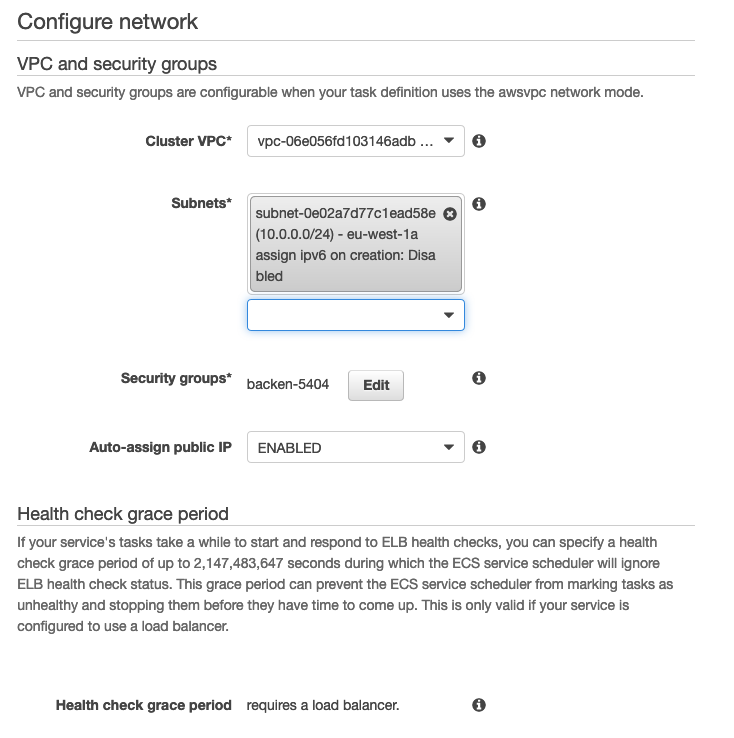 Configure network
VPC and security groups
VPC and security groups are configurable when your task definition uses the awsvpc network mode.
Cluster VPC* vpc-06e056fd103146adb ...
Subnets* subnet-0e02a7d77c1ead58e
(10.0.0.0/24) - eu-west-1a
assign ipv6 on creation: Disa
bled
Security groups* backen-5404 Edit
Auto-assign public IP ENABLED
Health check grace period
If your service's tasks take a while to start and respond to ELB health checks, you can specify a health
check grace period of up to 2,147,483,647 seconds during which the ECS service scheduler will ignore
ELB health check status. This grace period can prevent the ECS service scheduler from marking tasks as
unhealthy and stopping them before they have time to come up. This is only valid if your service is
configured to use a load balancer.
Health check grace period requires a load balancer.